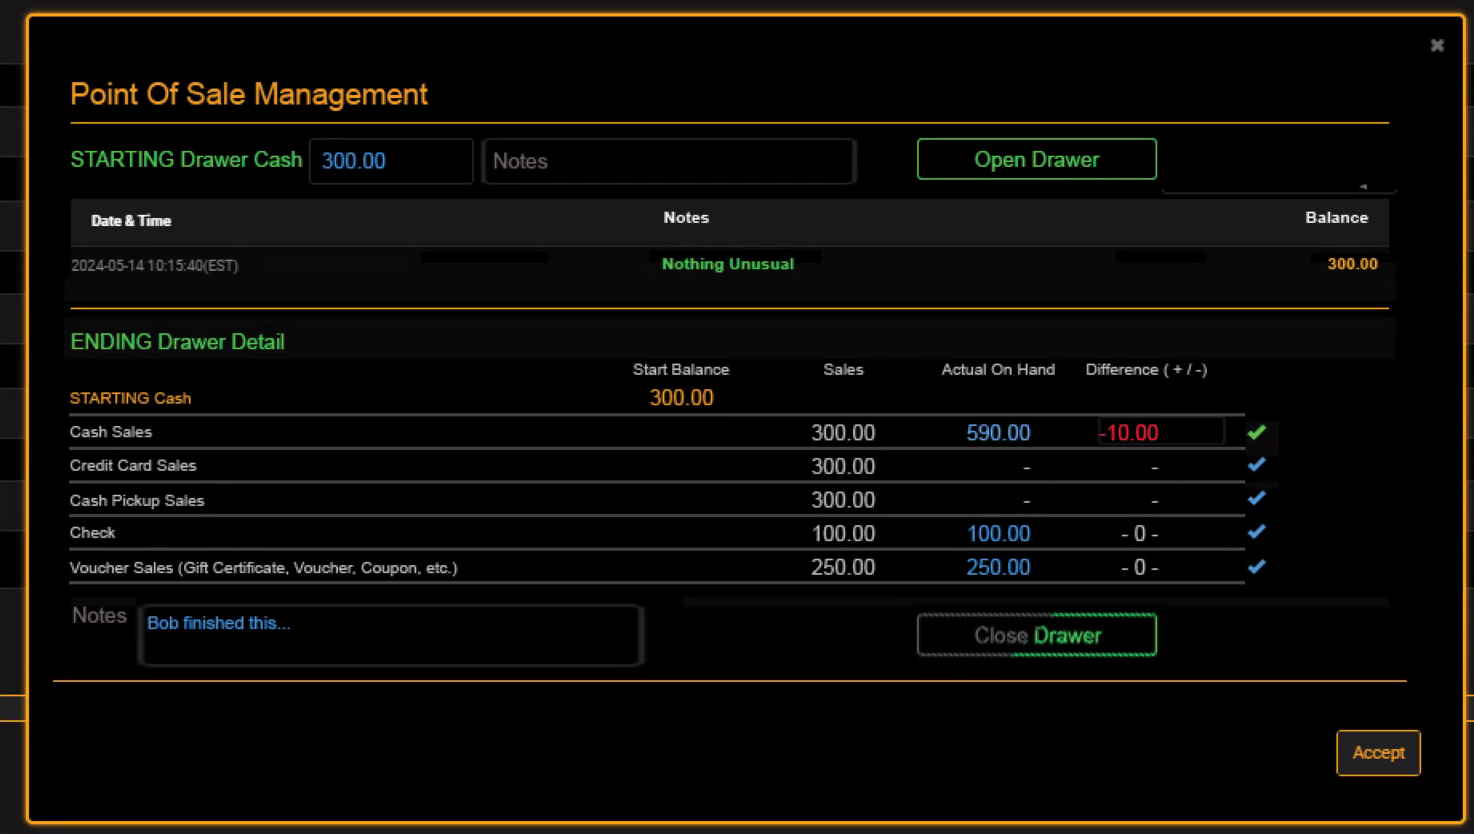 Point Of Sale Management
STARTING Drawer Cash 300.00 Notes Open Drawer
Date & Time Notes Balance
2024-05-14 10:15:40(EST) Nothing Unusual 300.00
ENDING Drawer Detail
Start Balance Sales Actual On Hand Difference ( + / -)
STARTING Cash 300.00
Cash Sales 300.00 590.00 -10.00
Credit Card Sales 300.00 - -
Cash Pickup Sales 300.00 - -
Check 100.00 100.00 - 0 -
Voucher Sales (Gift Certificate, Voucher, Coupon, etc.) 250.00 250.00 - 0 -
Notes Bob finished this... Close Drawer
Accept